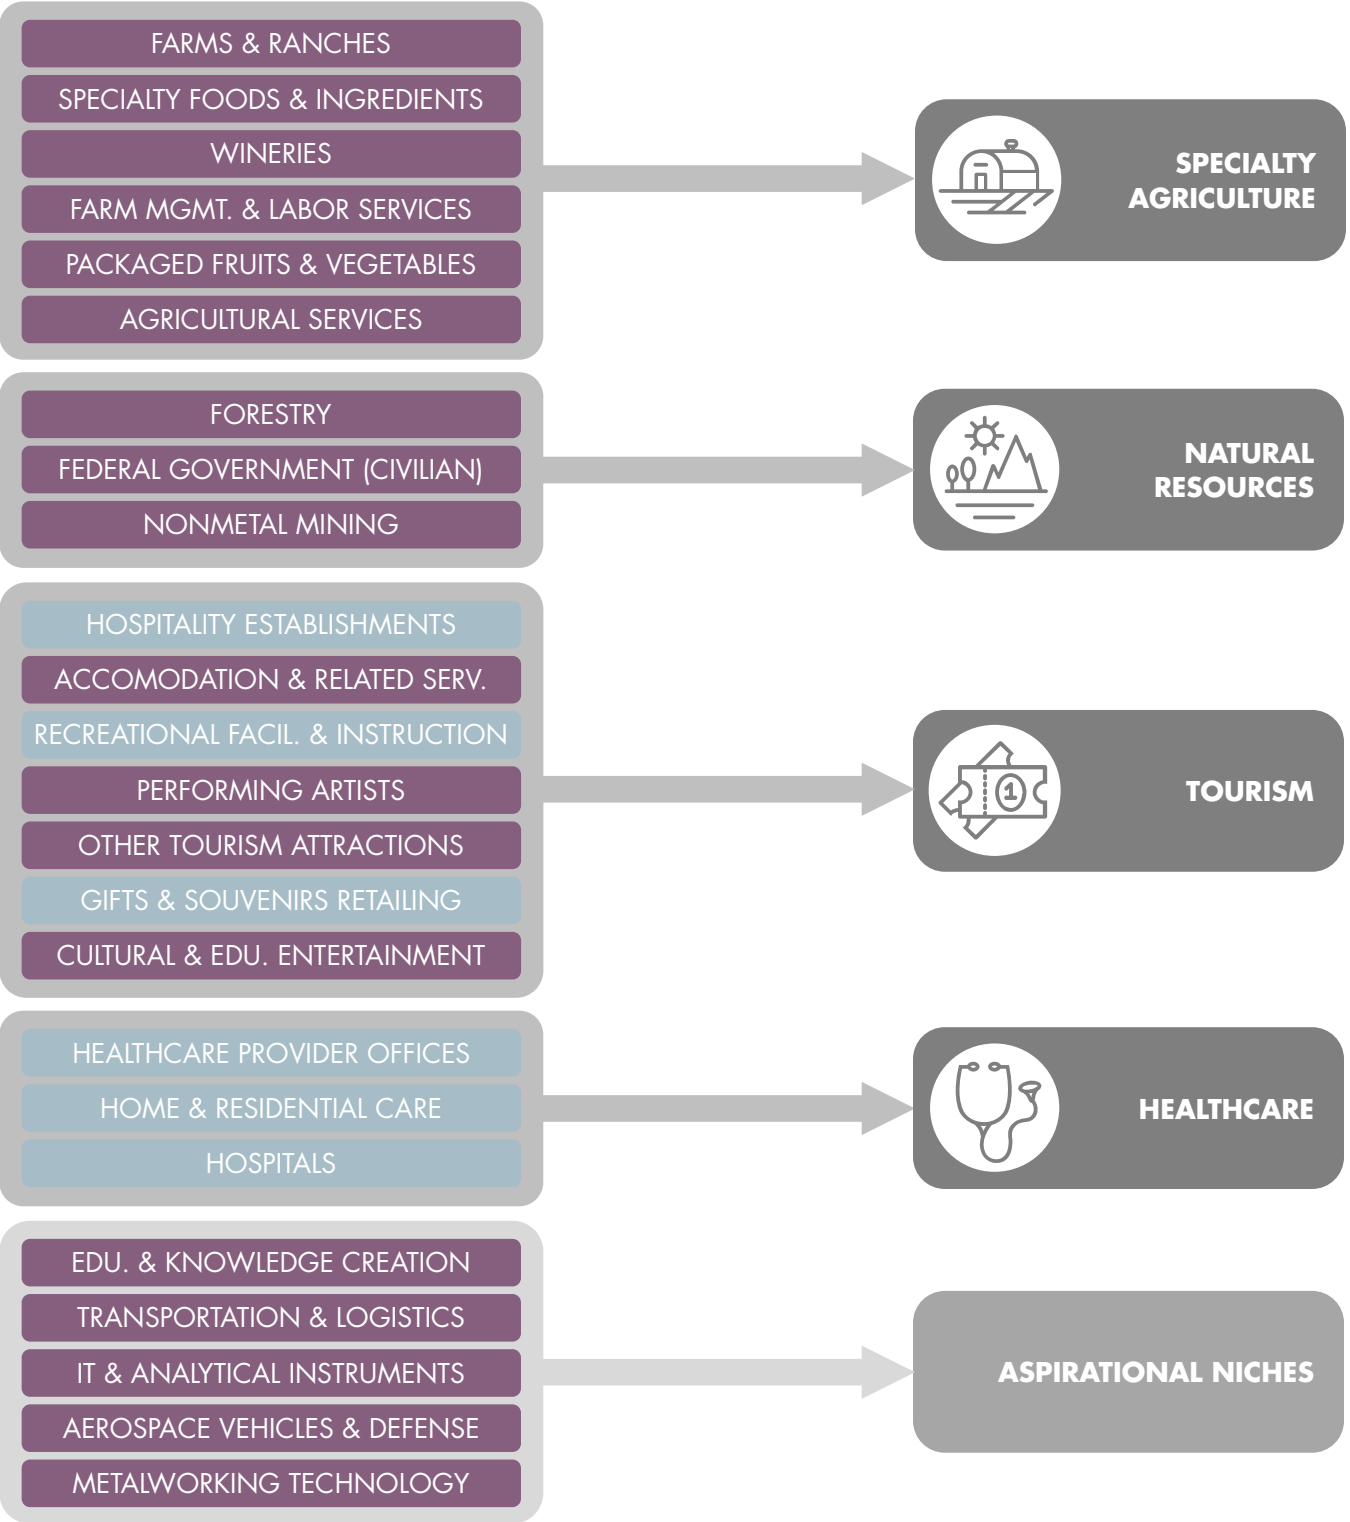 FARMS & RANCHES
SPECIALTY FOODS & INGREDIENTS
WINERIES
FARM MGMT. & LABOR SERVICES
PACKAGED FRUITS & VEGETABLES
AGRICULTURAL SERVICES
SPECIALTY
AGRICULTURE
FORESTRY
FEDERAL GOVERNMENT (CIVILIAN)
NONMETAL MINING
NATURAL
RESOURCES
HOSPITALITY ESTABLISHMENTS
ACCOMODATION & RELATED SERV.
RECREATIONAL FACIL. & INSTRUCTION
PERFORMING ARTISTS
OTHER TOURISM ATTRACTIONS
GIFTS & SOUVENIRS RETAILING
CULTURAL & EDU. ENTERTAINMENT
1
TOURISM
HEALTHCARE PROVIDER OFFICES
HOME & RESIDENTIAL CARE
HOSPITALS
HEALTHCARE
EDU. & KNOWLEDGE CREATION
TRANSPORTATION & LOGISTICS
IT & ANALYTICAL INSTRUMENTS
AEROSPACE VEHICLES & DEFENSE
METALWORKING TECHNOLOGY
ASPIRATIONAL NICHES